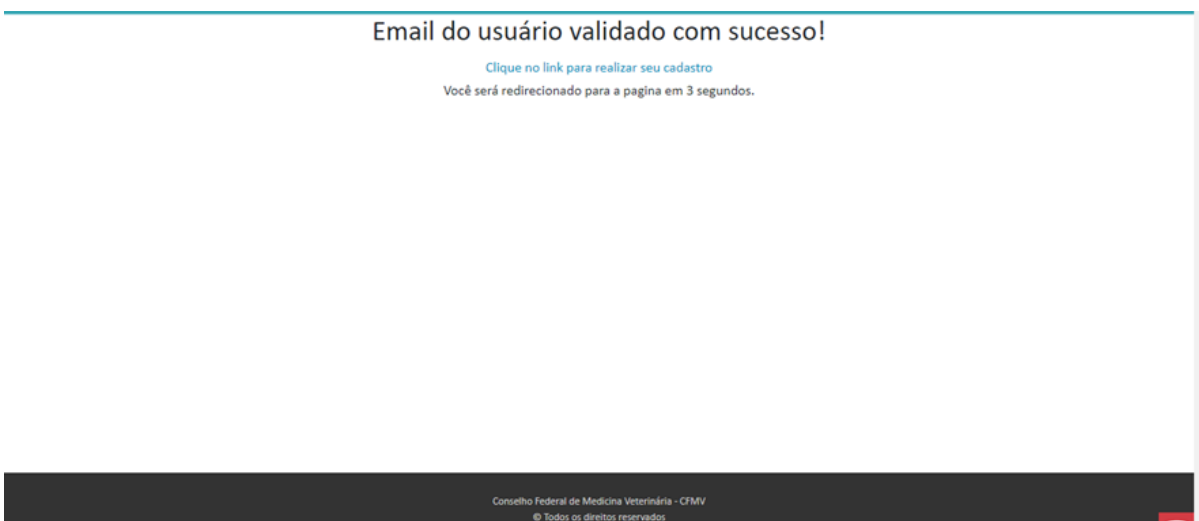 Email do usuário validado com sucesso!
Clique no link para realizar seu cadastro
Você será redirecionado para a pagina em 3 segundos.
Conselho Federal de Medicina Veterinária - CFMV
© Todos os direitos reservados